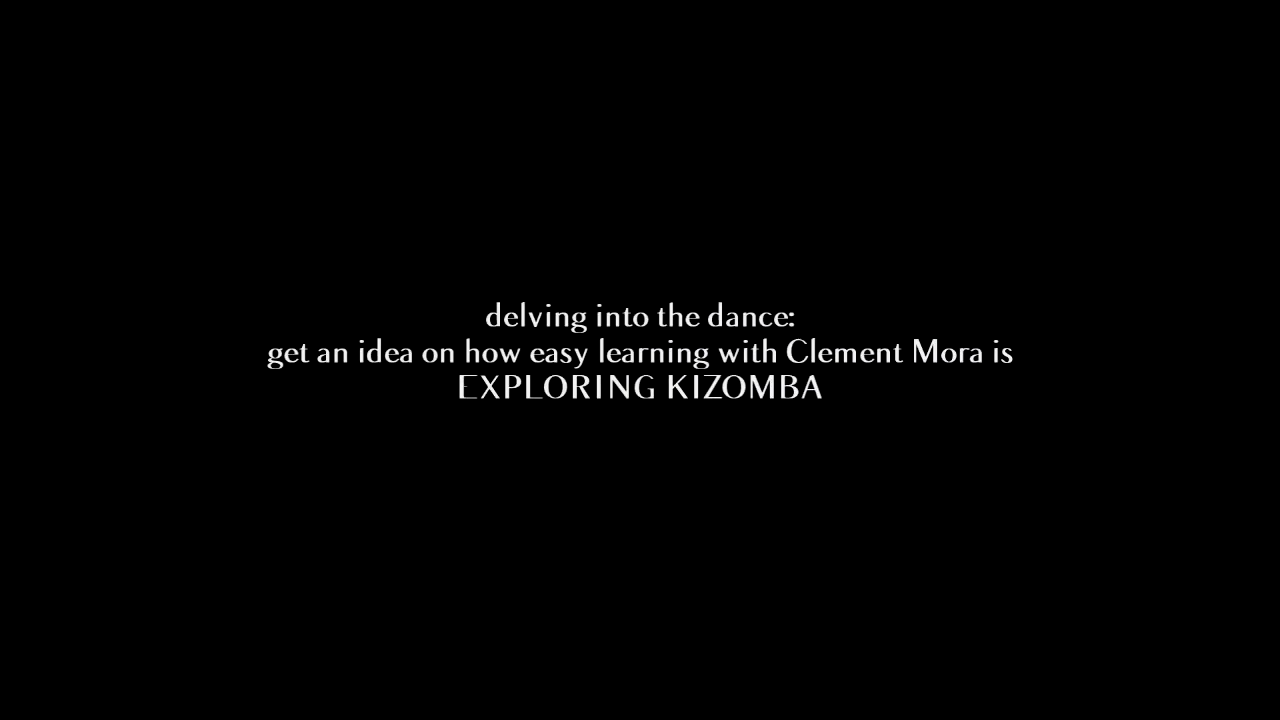 delving into the dance:
get an idea on how easy learning with Clement Mora is
EXPLORING KIZOMBA